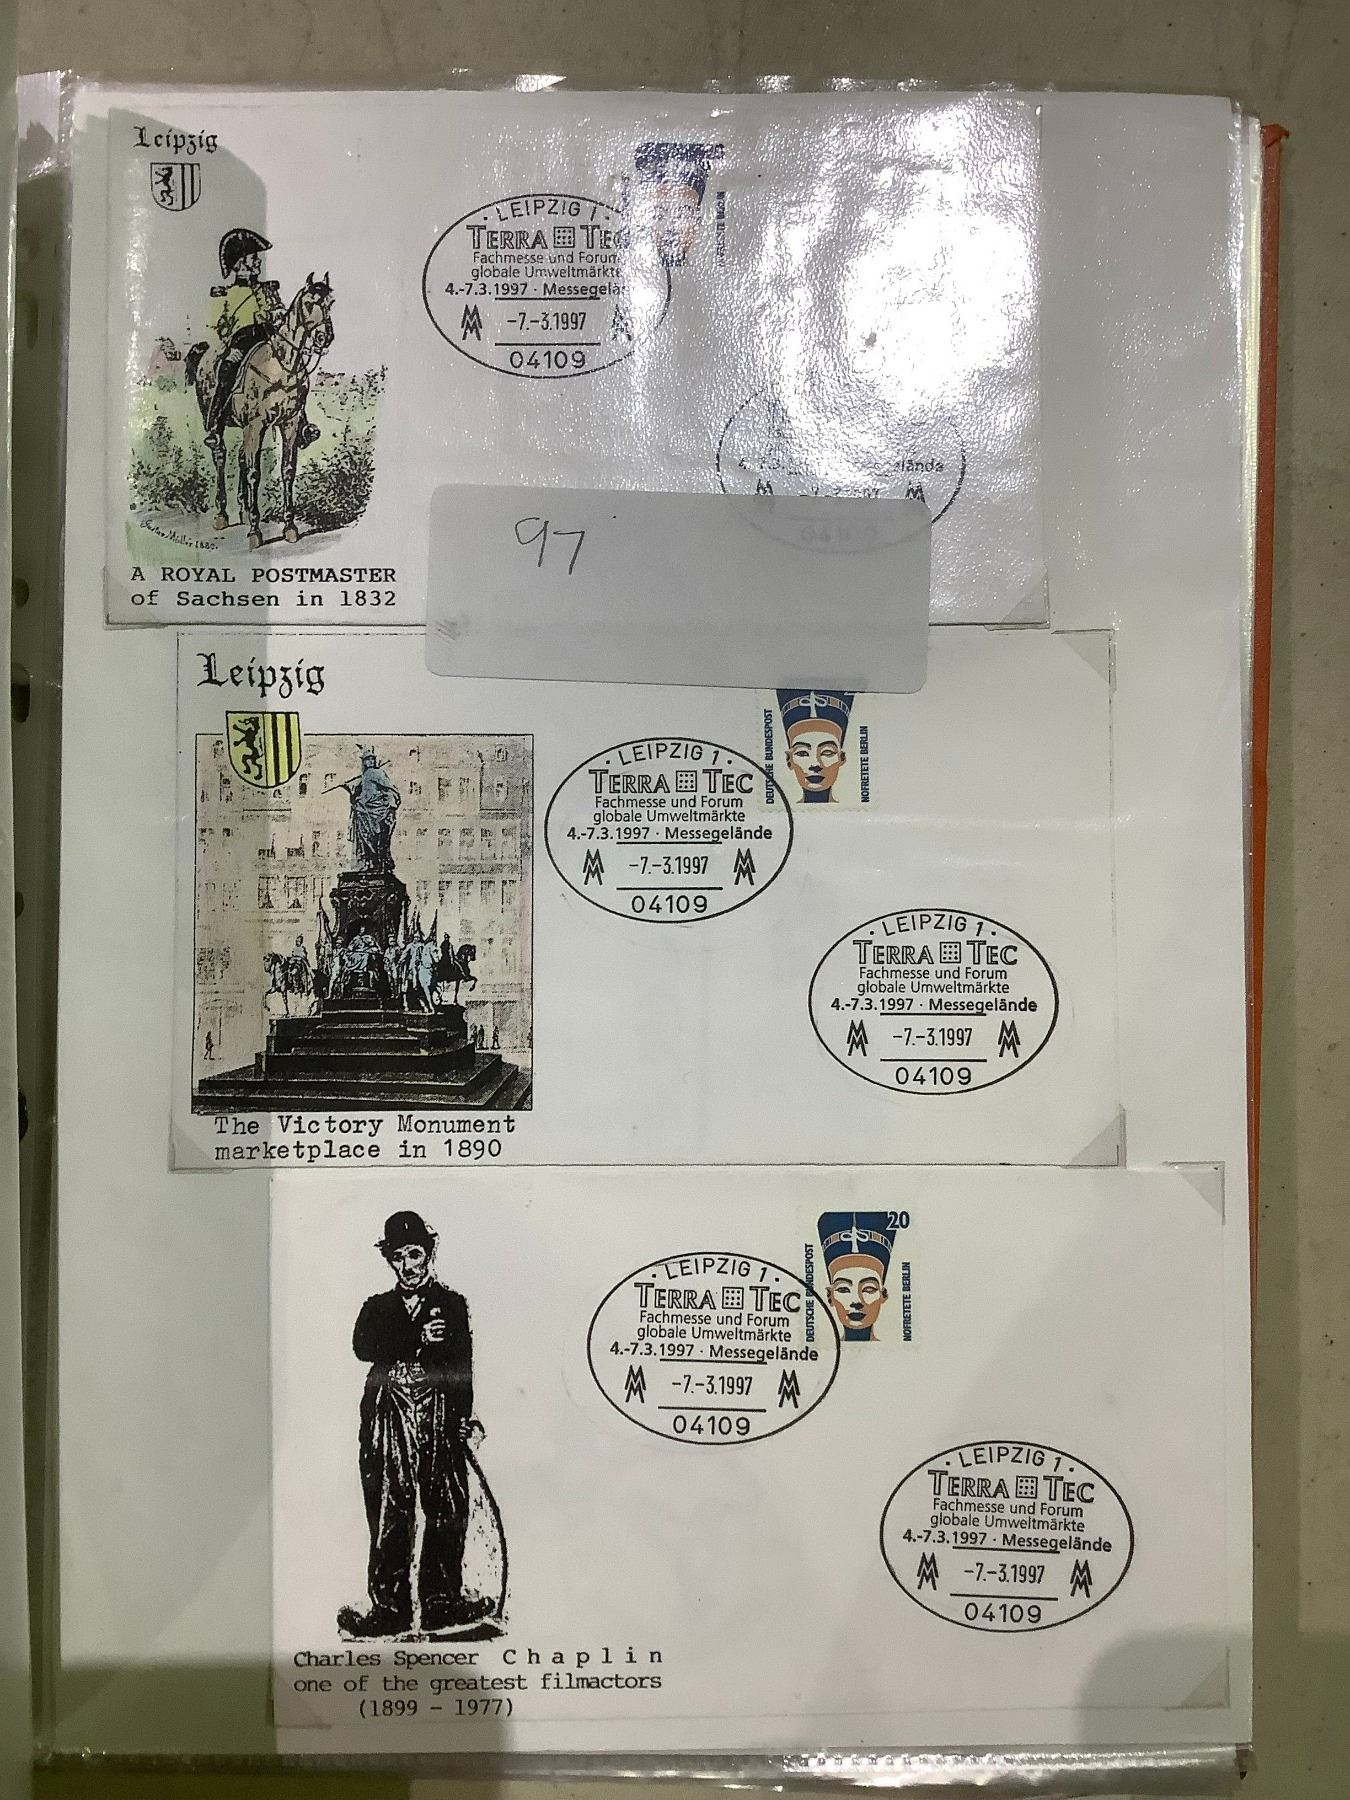 Leipzig
LEIPZIG 1
TERRA TEC
Fachmesse und Forum
globale Umweltmärkte
4.-7.3.1997 · Messegelän
-7.-3.1997
04109
elände
97
A ROYAL POSTMASTER
of Sachsen in 1832
Leipzig
DEUTSCHE BUNDESPOST
NOFRETETE BERLIN
· LEIPZIG 1 ·
TERRA TEC
Fachmesse und Forum
globale Umweltmärkte
4.-7.3.1997 · Messegelände
-7.-3.1997
04109
· LEIPZIG 1 ·
TERRA TEC
Fachmesse und Forum
globale Umweltmärkte
4.-7.3.1997 · Messegelände
-7.-3.1997
04109
The Victory Monument
marketplace in 1890
20
DEUTSCHE BUNDESPOST
NOFRETETE BERLIN
· LEIPZIG 1 ·
TERRA TEC
Fachmesse und Forum
globale Umweltmärkte
4.-7.3.1997 · Messegelände
-7.-3.1997
04109
· LEIPZIG 1 ·
TERRA TEC
Fachmesse und Forum
globale Umweltmärkte
4.-7.3.1997 · Messegelände
-7.-3.1997
04109
Charles Spencer Chaplin
one of the greatest filmactors
(1899 - 1977)